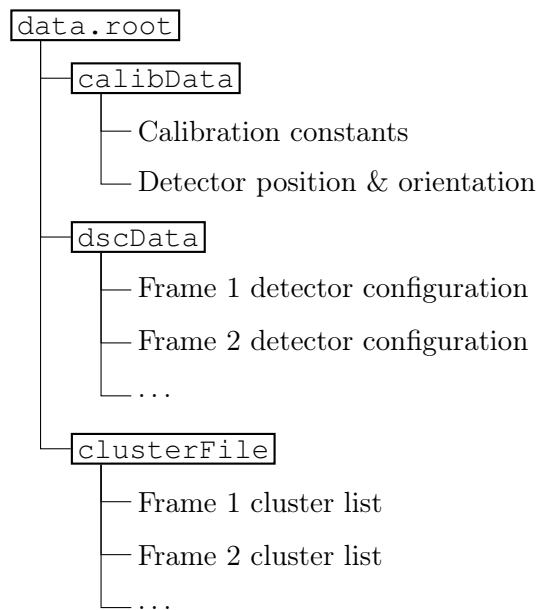 data.root
calibData
Calibration constants
Detector position & orientation
dscData
Frame 1 detector configuration
Frame 2 detector configuration
...
clusterFile
Frame 1 cluster list
Frame 2 cluster list
...